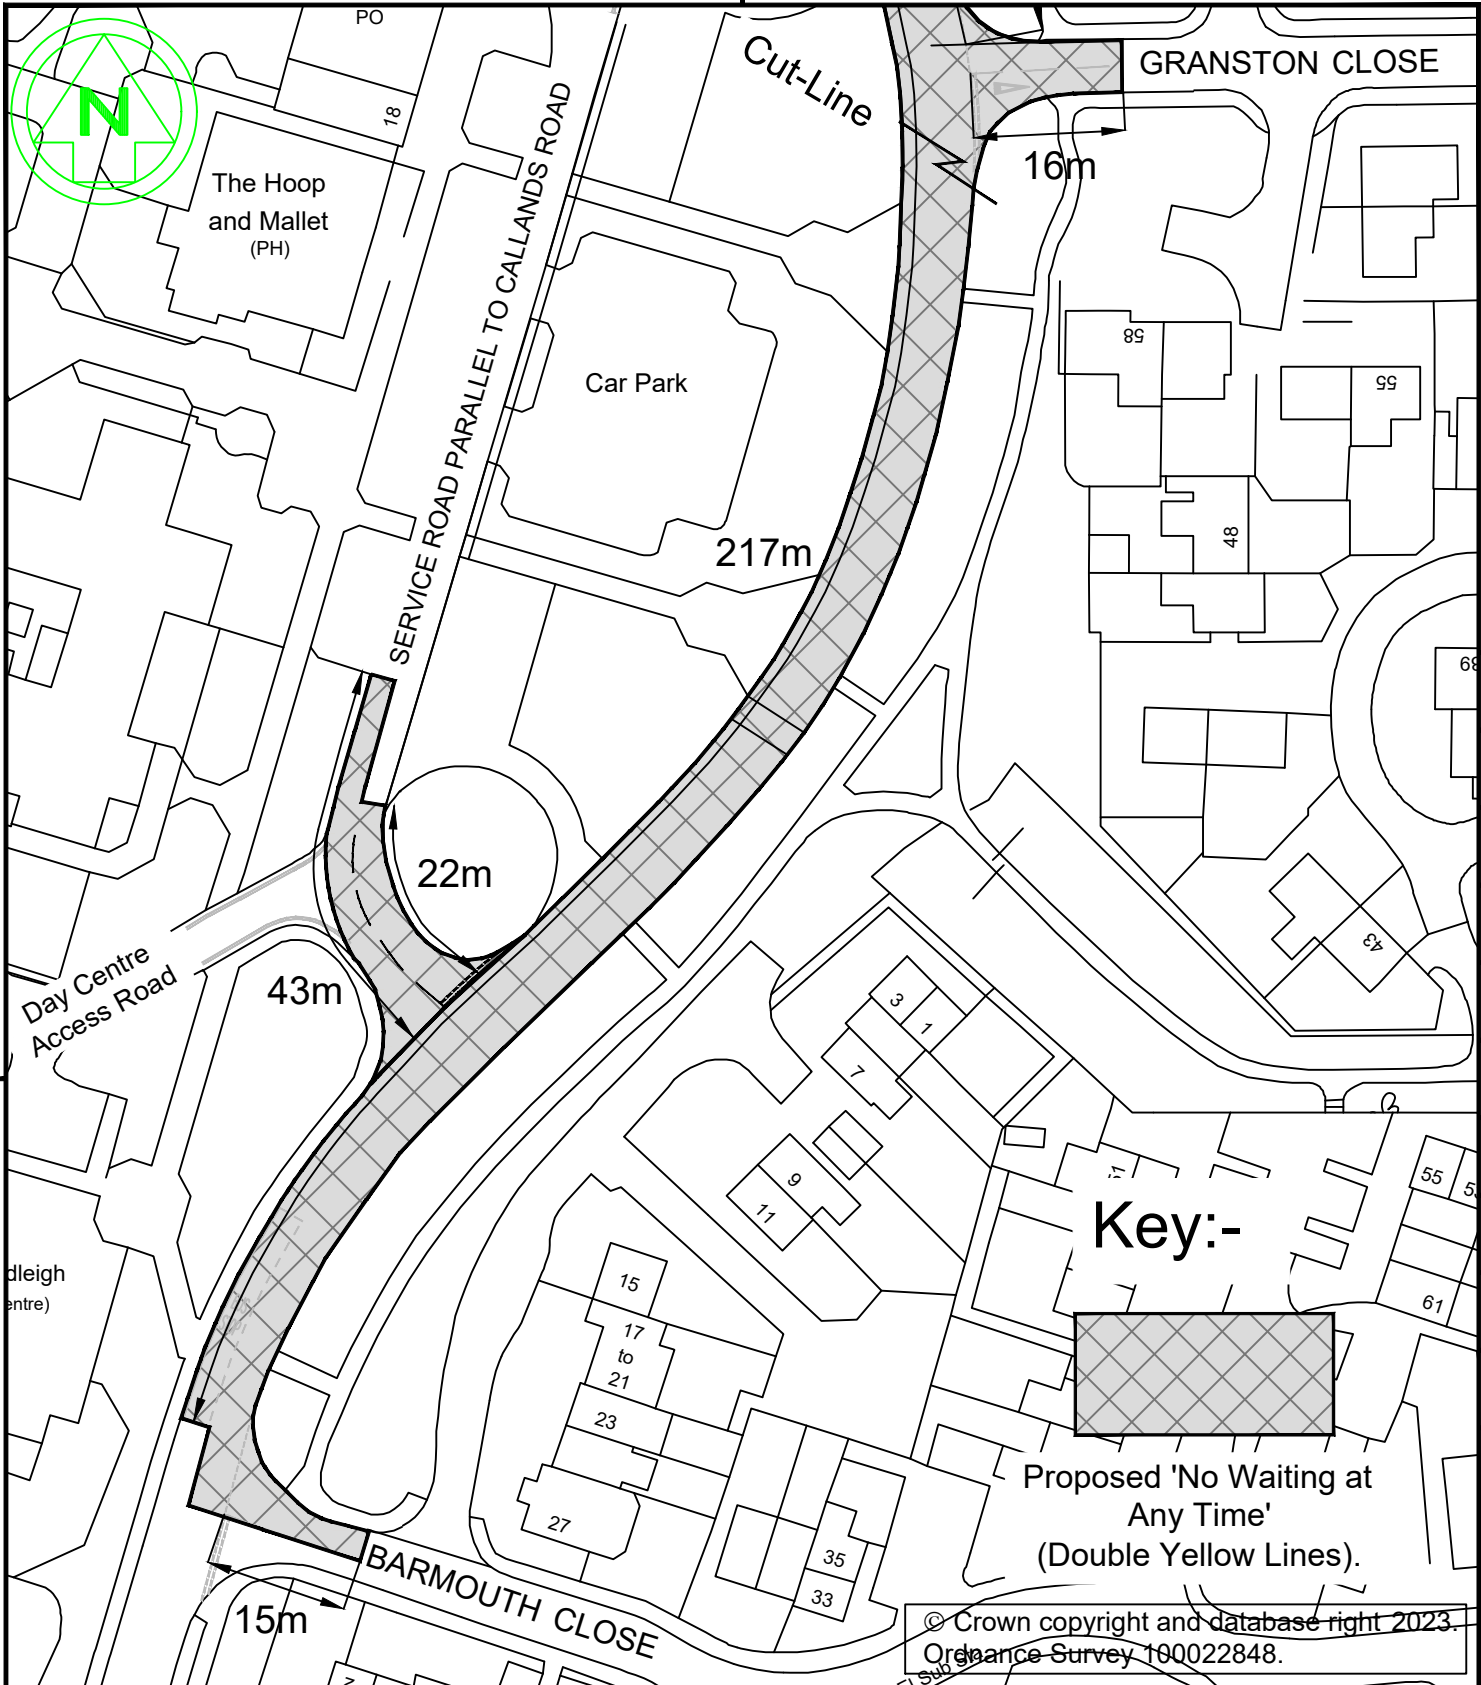 PO
18
N
The Hoop
and Mallet
(PH)
SERVICE ROAD PARALLEL TO CALLANDS ROAD
Cut-Line
GRANSTON CLOSE
16m
Car Park
58
55
48
217m
22m
43m
Day Centre
Access Road
43
3
1
7
9
11
15
17
to
21
23
27
35
33
55
61
Key:-
Proposed 'No Waiting at
Any Time'
(Double Yellow Lines).
BARMOUTH CLOSE
15m
© Crown copyright and database right 2023.
Ordnance Survey 100022848.